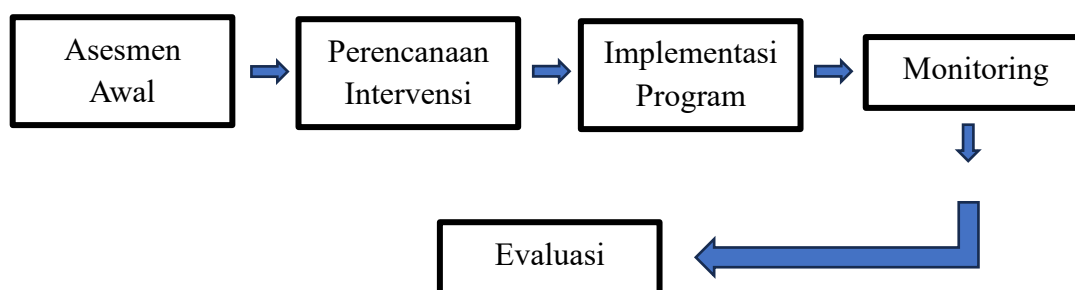 Asesmen
Awal
Perencanaan
Intervensi
Implementasi
Program
Monitoring
Evaluasi